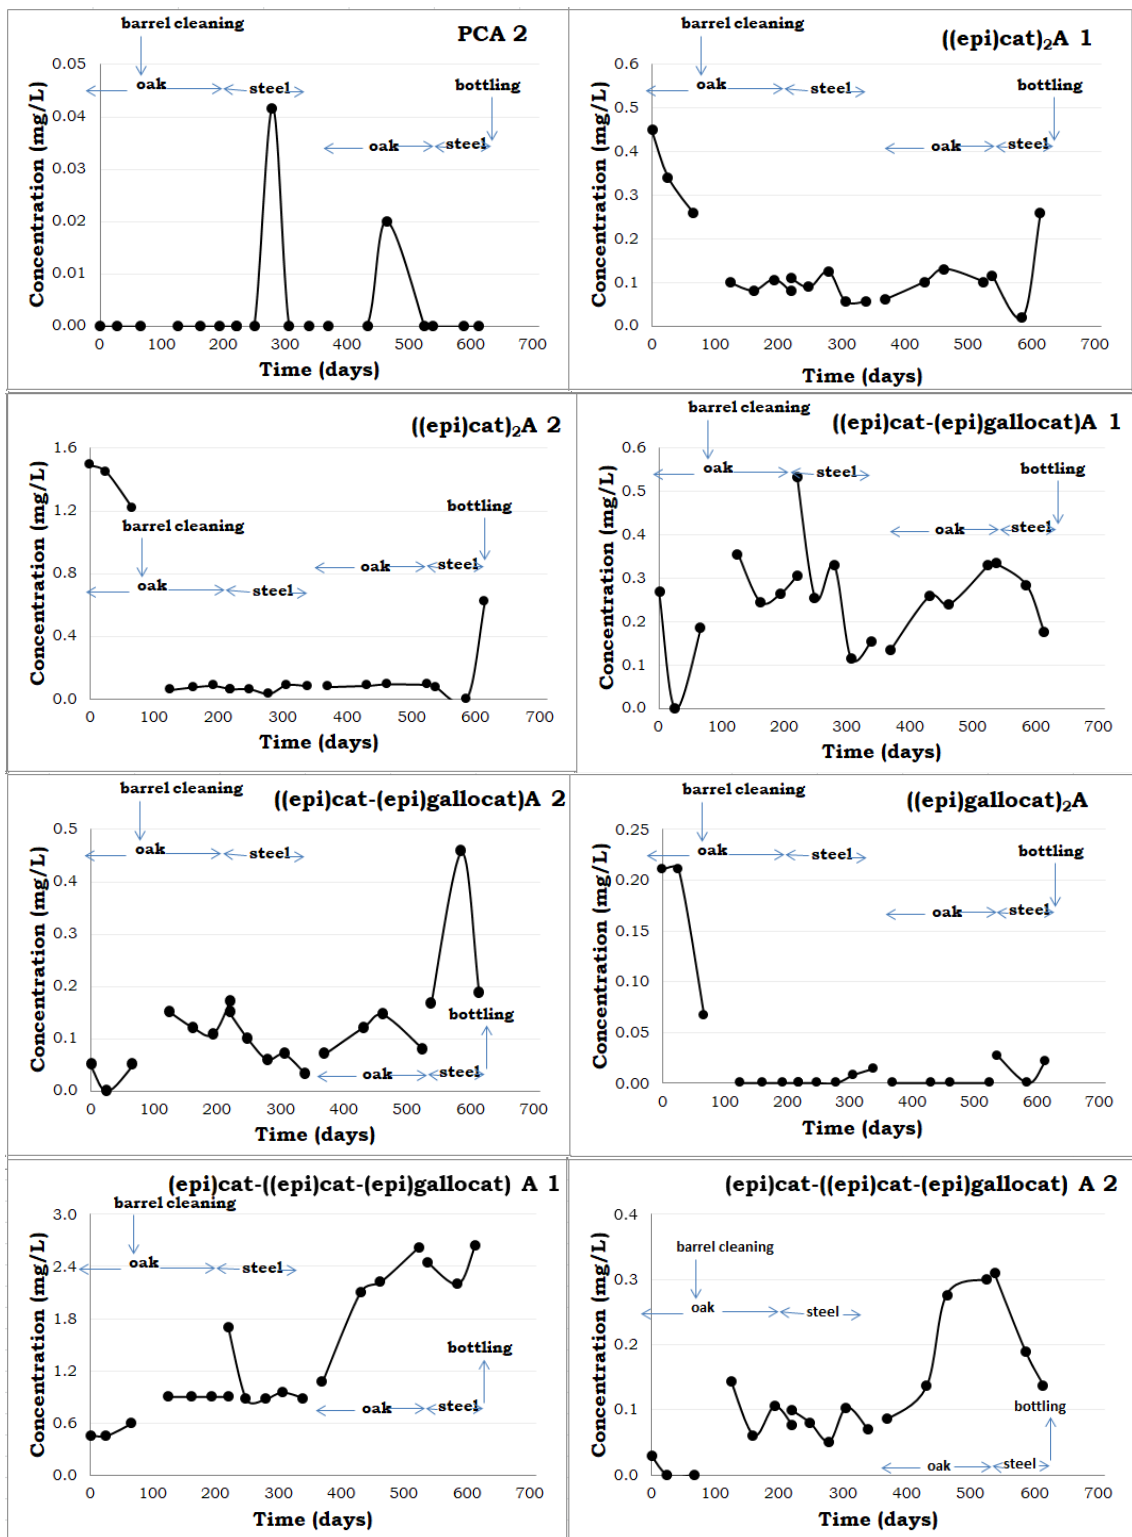 barrel cleaning
PCA 2
0.05
0.04
0.03
0.02
0.01
0.00
Concentration (mg/L)
oak
steel
bottling
oak
steel
0 100 200 300 400 500 600 700
Time (days)
barrel cleaning
((epi)cat)₂A 1
0.6
0.5
0.4
0.3
0.2
0.1
0.0
Concentration (mg/L)
oak
steel
bottling
oak
steel
0 100 200 300 400 500 600 700
Time (days)
((epi)cat)₂A 2
1.6
1.2
0.8
0.4
0.0
Concentration (mg/L)
barrel cleaning
bottling
oak
steel
oak
steel
0 100 200 300 400 500 600 700
Time (days)
barrel cleaning
((epi)cat-(epi)gallocat)A 1
0.6
0.5
0.4
0.3
0.2
0.1
0.0
Concentration (mg/L)
oak
steel
bottling
oak
steel
0 100 200 300 400 500 600 700
Time (days)
barrel cleaning
((epi)cat-(epi)gallocat)A 2
0.5
0.4
0.3
0.2
0.1
0.0
Concentration (mg/L)
oak
steel
bottling
oak
steel
0 100 200 300 400 500 600 700
Time (days)
barrel cleaning
((epi)gallocat)₂A
0.25
0.20
0.15
0.10
0.05
0.00
Concentration (mg/L)
oak
steel
bottling
oak
steel
0 100 200 300 400 500 600 700
Time (days)
(epi)cat-((epi)cat-(epi)gallocat) A 1
barrel cleaning
3.0
2.4
1.8
1.2
0.6
0.0
Concentration (mg/L)
oak
steel
bottling
oak
steel
0 100 200 300 400 500 600 700
Time (days)
(epi)cat-((epi)cat-(epi)gallocat) A 2
0.4
0.3
0.2
0.1
0.0
Concentration (mg/L)
barrel cleaning
oak
steel
bottling
oak
steel
0 100 200 300 400 500 600 700
Time (days)